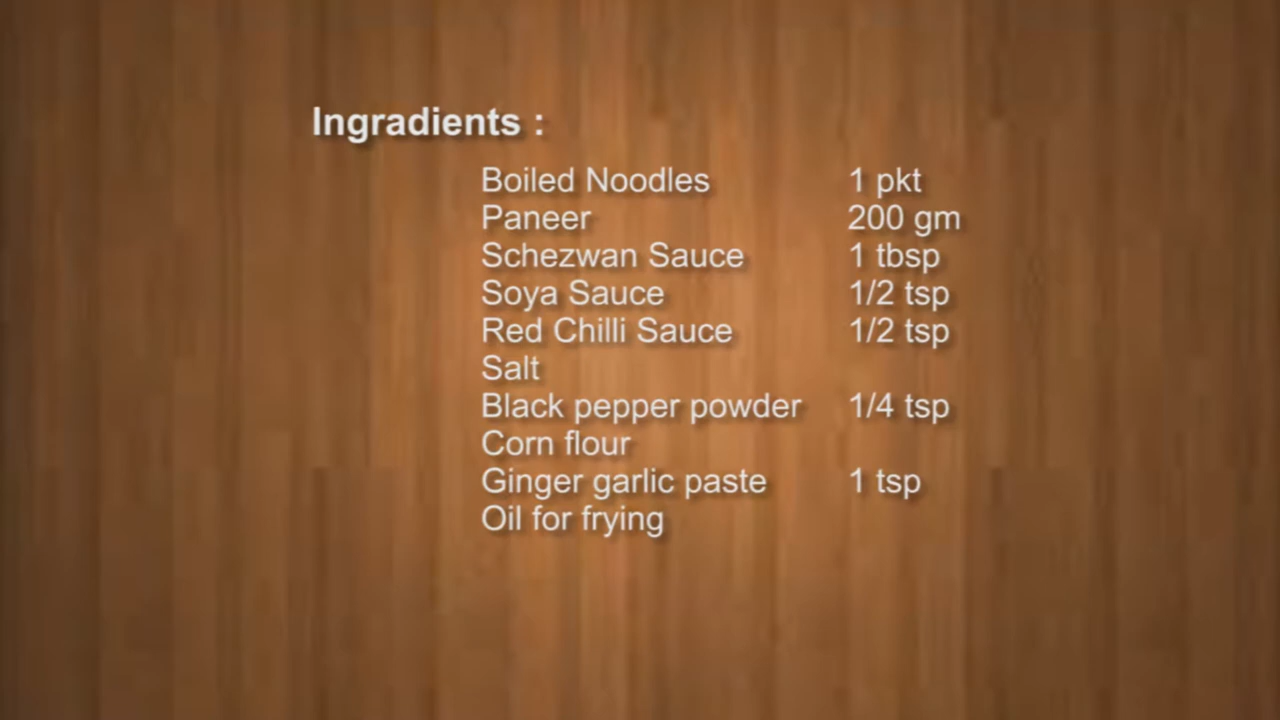 Ingradients :
Boiled Noodles 1 pkt
Paneer 200 gm
Schezwan Sauce 1 tbsp
Soya Sauce 1/2 tsp
Red Chilli Sauce 1/2 tsp
Salt
Black pepper powder 1/4 tsp
Corn flour
Ginger garlic paste 1 tsp
Oil for frying